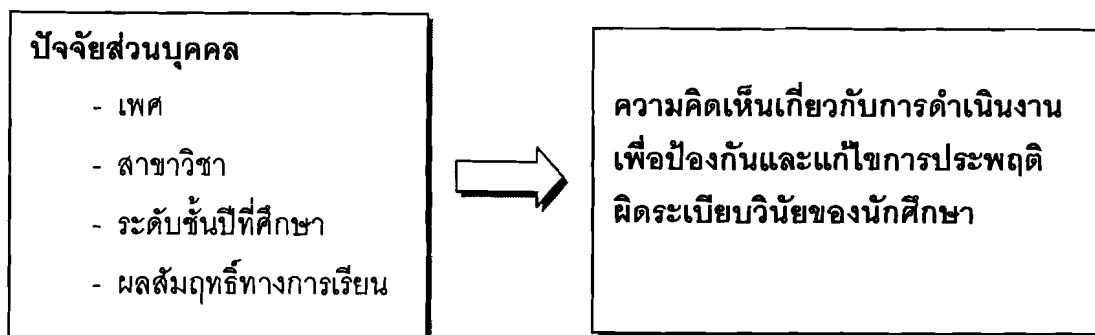 ปัจจัยส่วนบุคคล
- เพศ
- สาขาวิชา
- ระดับชั้นปีที่ศึกษา
- ผลสัมฤทธิ์ทางการเรียน
ความคิดเห็นเกี่ยวกับการดำเนินงาน
เพื่อป้องกันและแก้ไขการประพฤติ
ผิดระเบียบวินัยของนักศึกษา